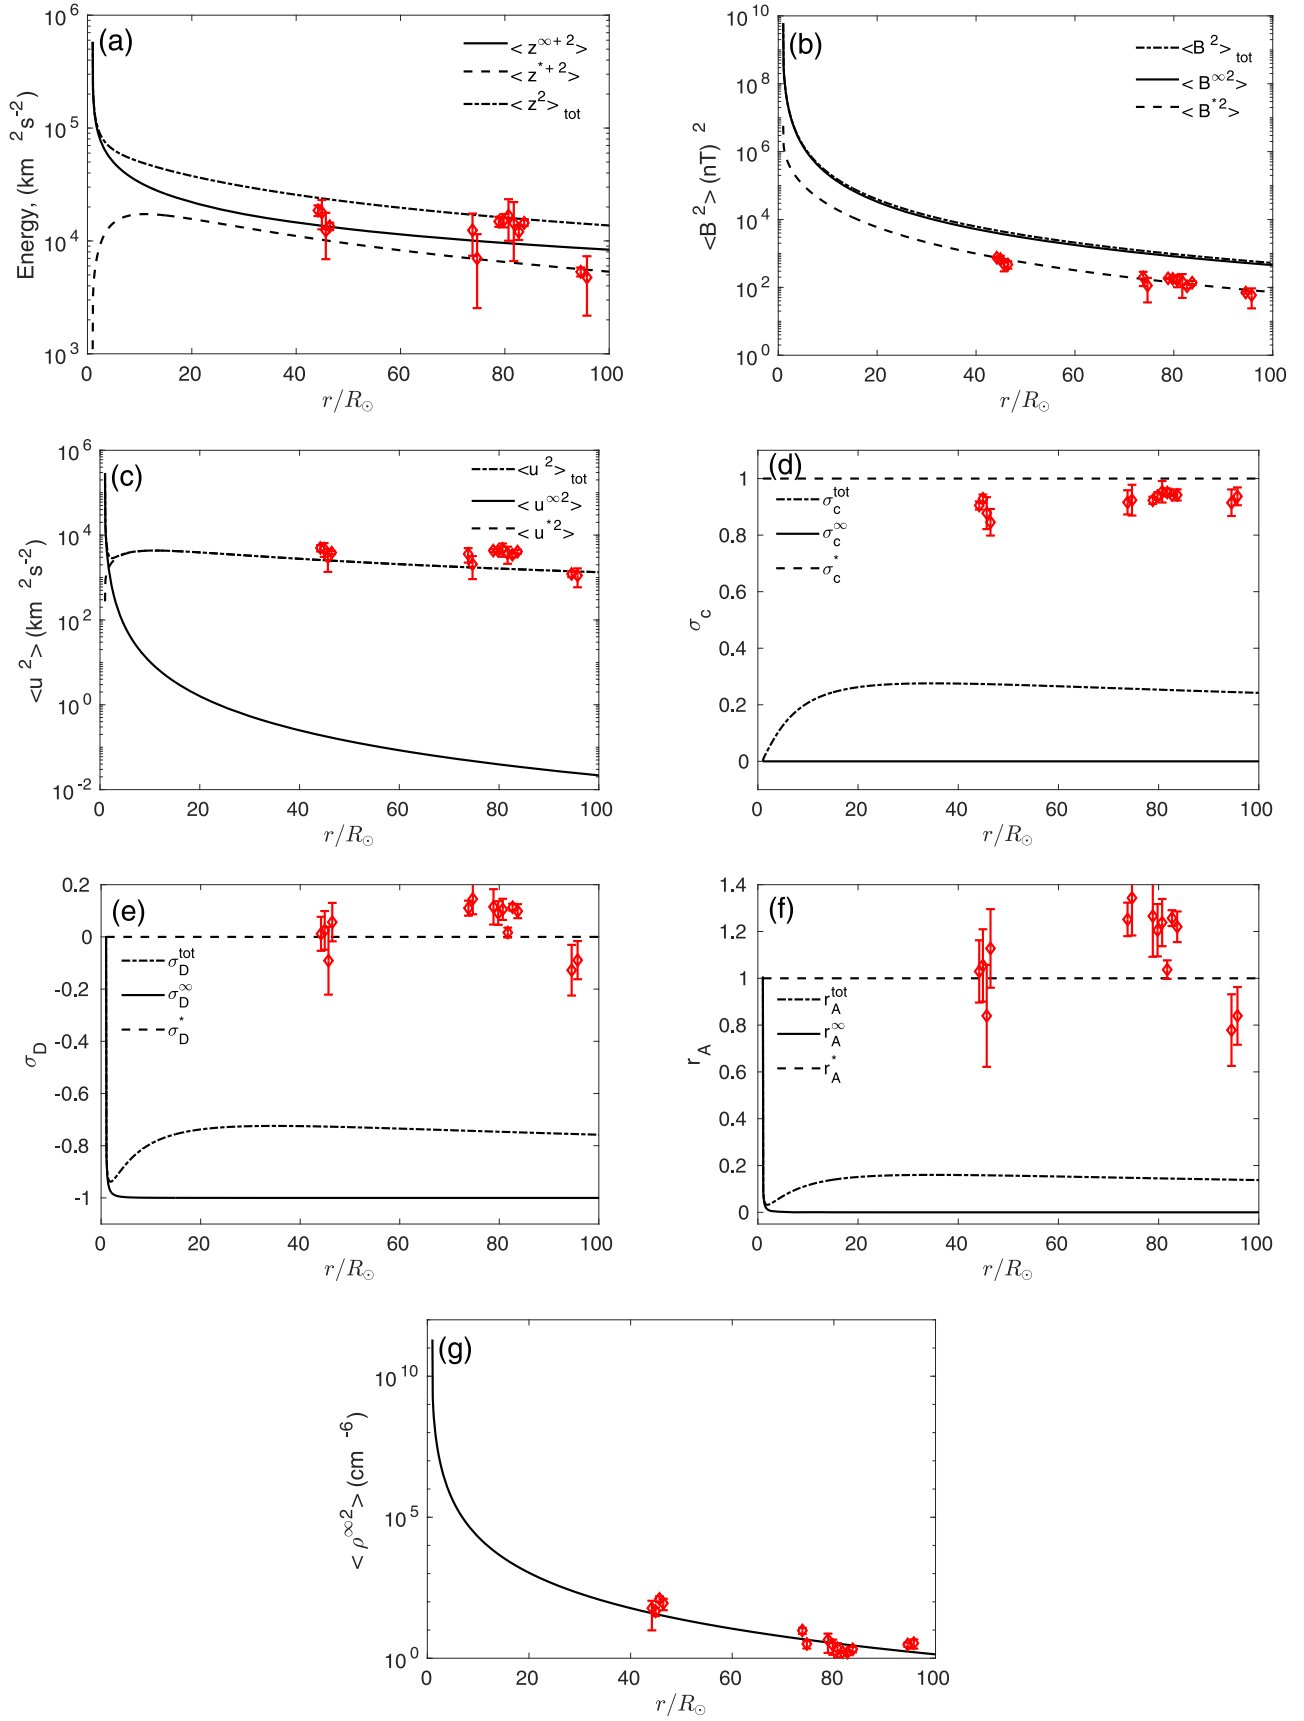 (a)
10^6
10^5
10^4
10^3
Energy, (km ^2s^-2)
< z^∞+2 >
< z^*+2 >
< z^2 >_tot
0 20 40 60 80 100
r/R_⊙
(b)
10^10
10^8
10^6
10^4
10^2
10^0
<B^2> (nT) ^2
<B^2>_tot
< B^∞2 >
< B^*2 >
0 20 40 60 80 100
r/R_⊙
(c)
10^6
10^4
10^2
10^0
10^-2
<u^2> (km ^2s^-2)
<u^2>_tot
< u^∞2 >
< u^*2 >
0 20 40 60 80 100
r/R_⊙
(d)
1
0.8
0.6
0.4
0.2
0
σ_c
σ_c^tot
σ_c^∞
σ_c^*
0 20 40 60 80 100
r/R_⊙
(e)
0.2
0
-0.2
-0.4
-0.6
-0.8
-1
σ_D
σ_D^tot
σ_D^∞
σ_D^*
0 20 40 60 80 100
r/R_⊙
(f)
1.4
1.2
1
0.8
0.6
0.4
0.2
0
r_A
r_A^tot
r_A^∞
r_A^*
0 20 40 60 80 100
r/R_⊙
(g)
10^10
10^5
10^0
< ρ^∞2 > (cm ^-6)
0 20 40 60 80 100
r/R_⊙